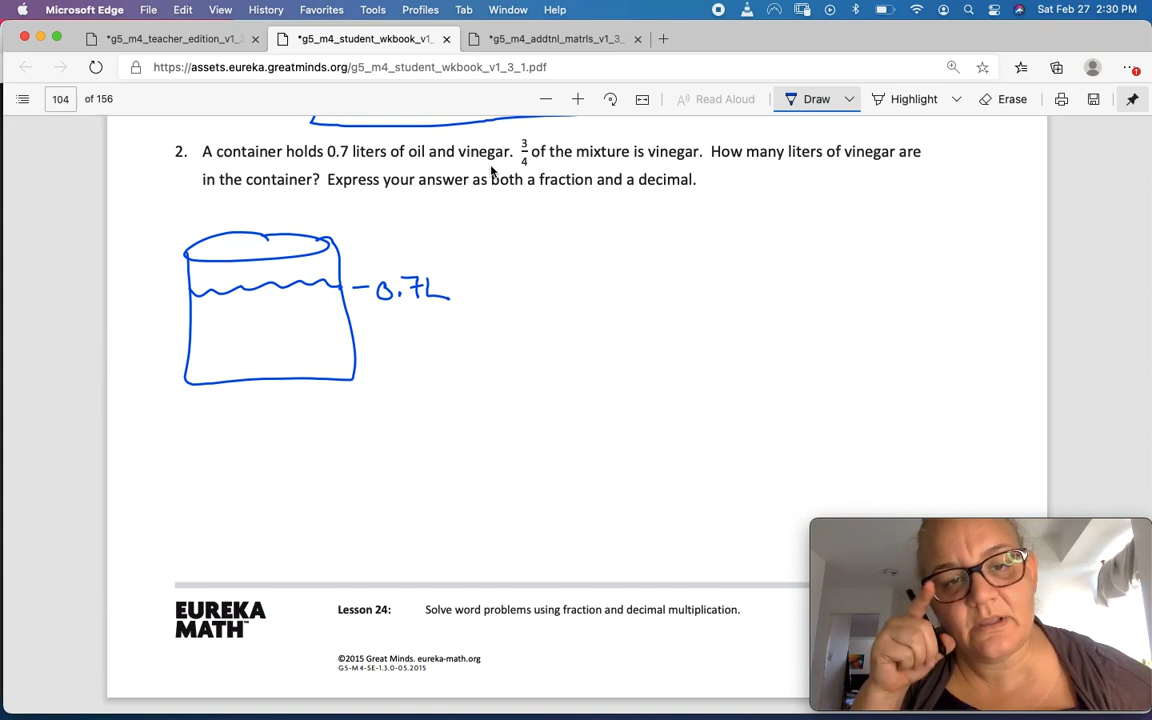 Microsoft Edge File Edit View History Favorites Tools Profiles Tab Window Help Sat Feb 27 2:30 PM
*g5_m4_teacher_edition_v1_3 *g5_m4_student_wkbook_v1_ *g5_m4_addtnl_matrls_v1_3_
https://assets.eureka.greatminds.org/g5_m4_student_wkbook_v1_3_1.pdf
104 of 156 Read Aloud Draw Highlight Erase
2. A container holds 0.7 liters of oil and vinegar. 3/4 of the mixture is vinegar. How many liters of vinegar are
in the container? Express your answer as both a fraction and a decimal.
0.7L
EUREKA
MATH™
Lesson 24: Solve word problems using fraction and decimal multiplication.
©2015 Great Minds. eureka-math.org
G5-M4-SE-1.3.0-05.2015